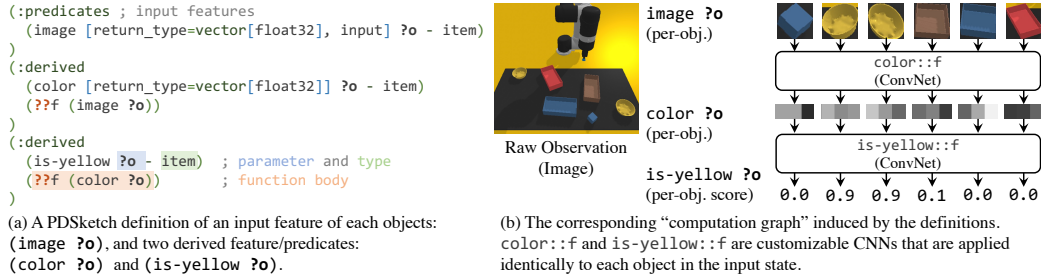 (:predicates ; input features
(image [return_type=vector[float32], input] ?o - item)
)
(:derived
(color [return_type=vector[float32]] ?o - item)
(??f (image ?o))
)
(:derived
(is-yellow ?o - item) ; parameter and type
(??f (color ?o)) ; function body
)
(a) A PDSketch definition of an input feature of each objects:
(image ?o), and two derived feature/predicates:
(color ?o) and (is-yellow ?o).
Raw Observation
(Image)
image ?o
(per-obj.)
color::f
(ConvNet)
color ?o
(per-obj.)
is-yellow::f
(ConvNet)
is-yellow ?o
(per-obj. score)
0.0 0.9 0.9 0.1 0.0 0.0
(b) The corresponding “computation graph” induced by the definitions.
color::f and is-yellow::f are customizable CNNs that are applied
identically to each object in the input state.